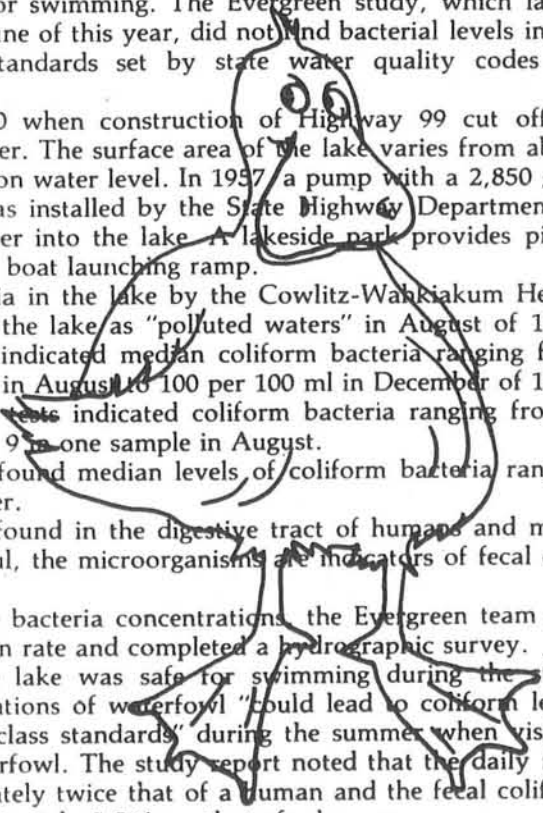 or swimming. The Evergreen study, which la
ne of this year, did not find bacterial levels in
tandards set by state water quality codes
when construction of Highway 99 cut off
er. The surface area of the lake varies from ab
on water level. In 1957, a pump with a 2,850
as installed by the State Highway Departmen
er into the lake. A lakeside park provides pi
boat launching ramp.
ia in the lake by the Cowlitz-Wahkiakum He
the lake as "polluted waters" in August of 1
indicated median coliform bacteria ranging f
in August to 100 per 100 ml in December of 1
tests indicated coliform bacteria ranging fro
9 in one sample in August.
found median levels of coliform bacteria ran
er.
found in the digestive tract of humans and m
ul, the microorganisms are indicators of fecal
bacteria concentrations, the Evergreen team
n rate and completed a hydrographic survey.
lake was safe for swimming during the
ations of waterfowl "could lead to coliform le
class standards" during the summer when vis
rfowl. The study report noted that the daily
ately twice that of a human and the fecal colif